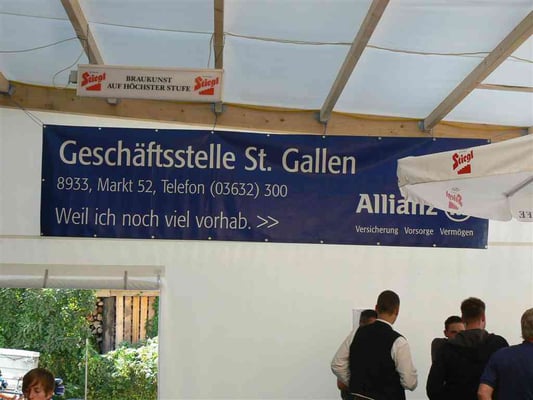 Stiegl
BRAUKUNST
AUF HÖCHSTER STUFE
Stiegl
Geschäftsstelle St. Gallen
8933, Markt 52, Telefon (03632) 300
Weil ich noch viel vorhab. >>
Allianz
Versicherung Vorsorge Vermögen
Stiegl
Stiegl